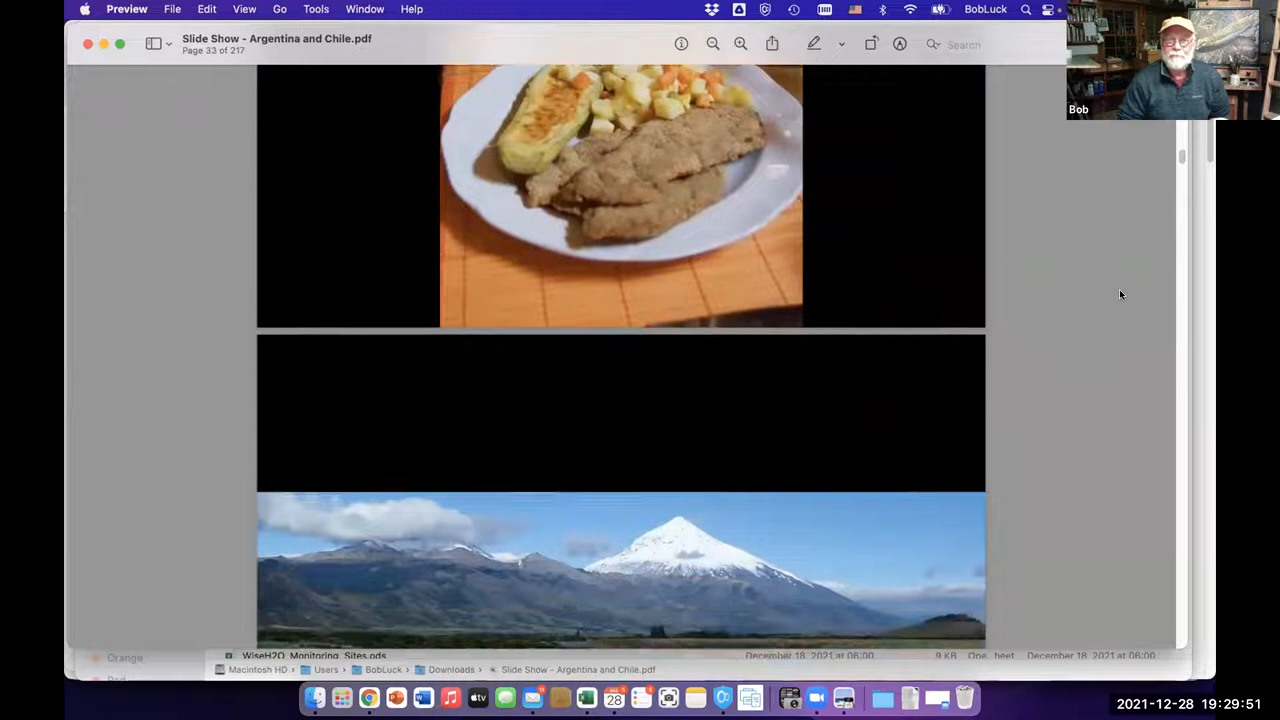 Preview File Edit View Go Tools Window Help BobLuck
Slide Show - Argentina and Chile.pdf
Page 33 of 217
Search
Bob
Orange
WiseH2O_Monitoring_Sites.ods December 18, 2021 at 06:00 9 KB Ope...heet December 18, 2021 at 06:00
Macintosh HD › Users › BobLuck › Downloads › Slide Show - Argentina and Chile.pdf
28
2021-12-28 19:29:51